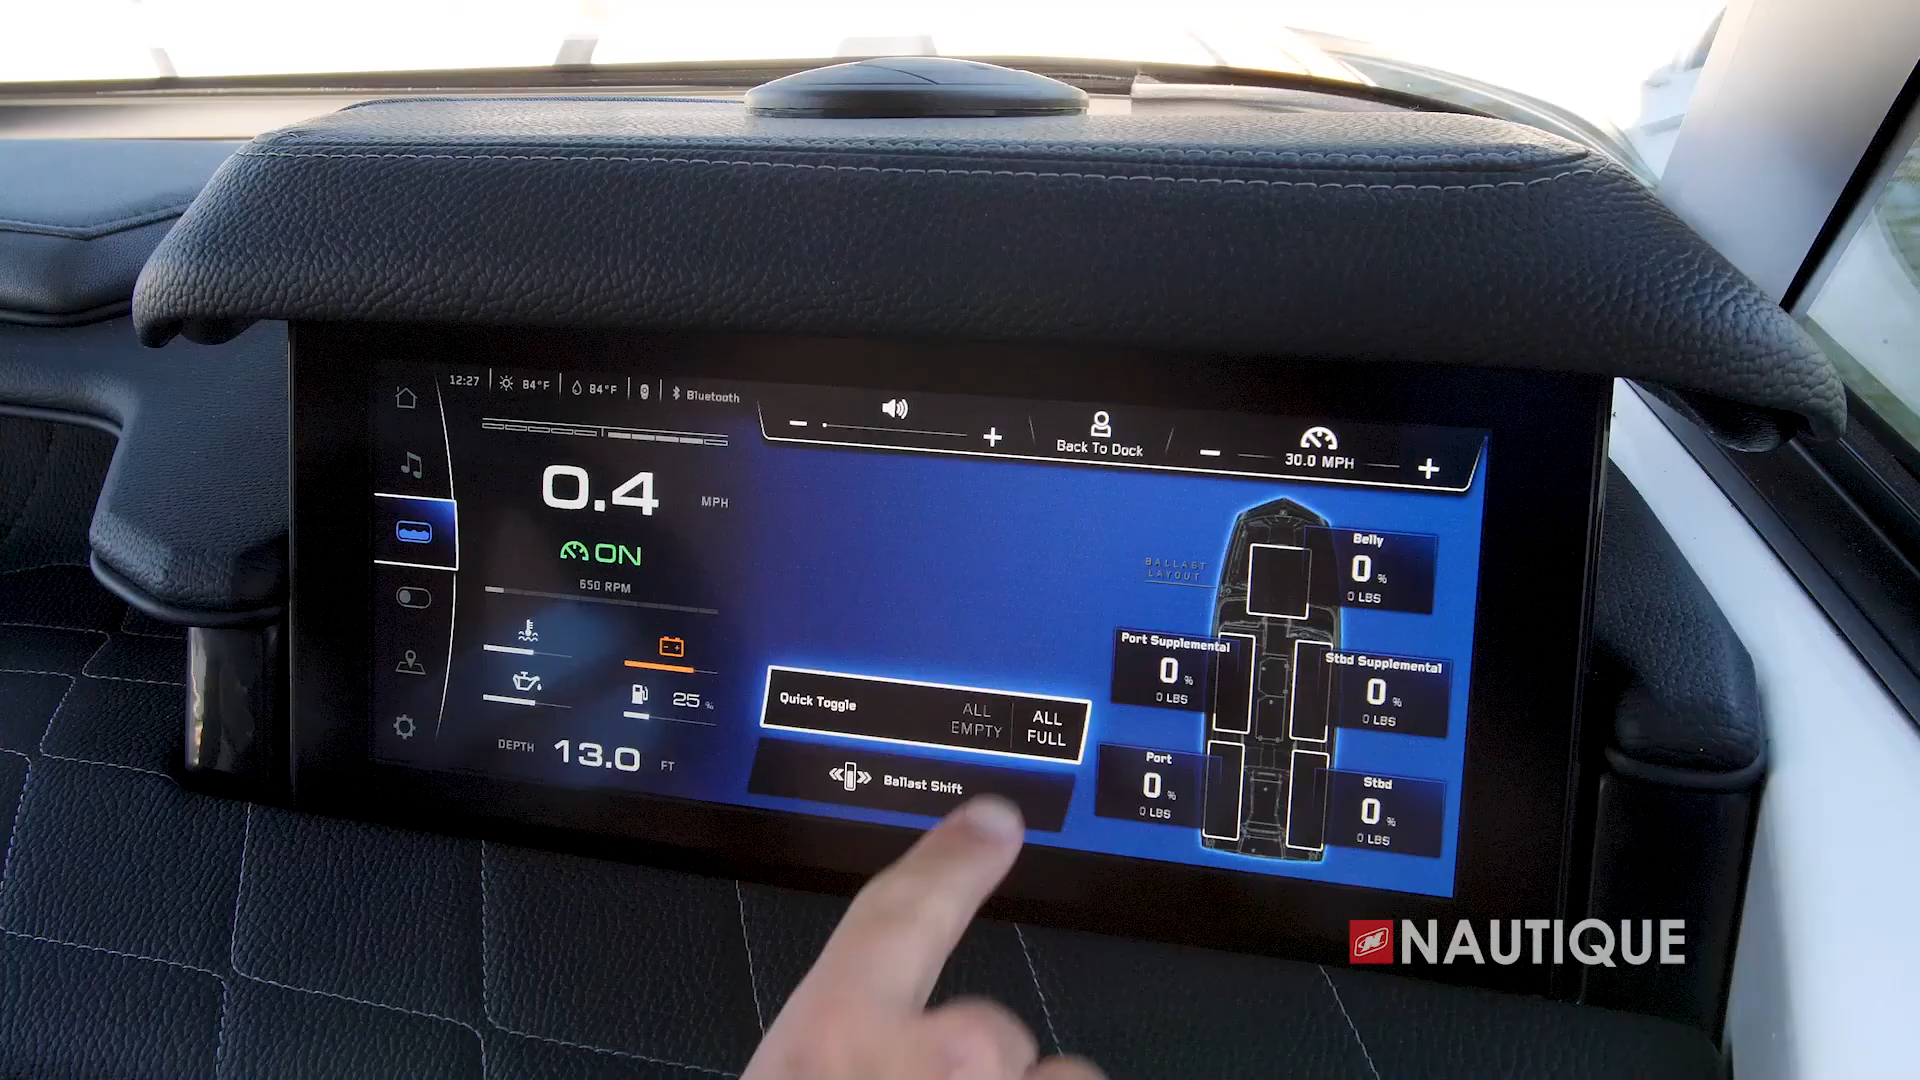 12:27 84°F 84°F Bluetooth
Back To Dock
30.0 MPH
0.4 MPH
ON
650 RPM
25 %
DEPTH 13.0 FT
Quick Toggle
ALL EMPTY
ALL FULL
Ballast Shift
BALLAST
LAYOUT
Belly
0 %
0 LBS
Port Supplemental
0 %
0 LBS
Stbd Supplemental
0 %
0 LBS
Port
0 %
0 LBS
Stbd
0 %
0 LBS
NAUTIQUE